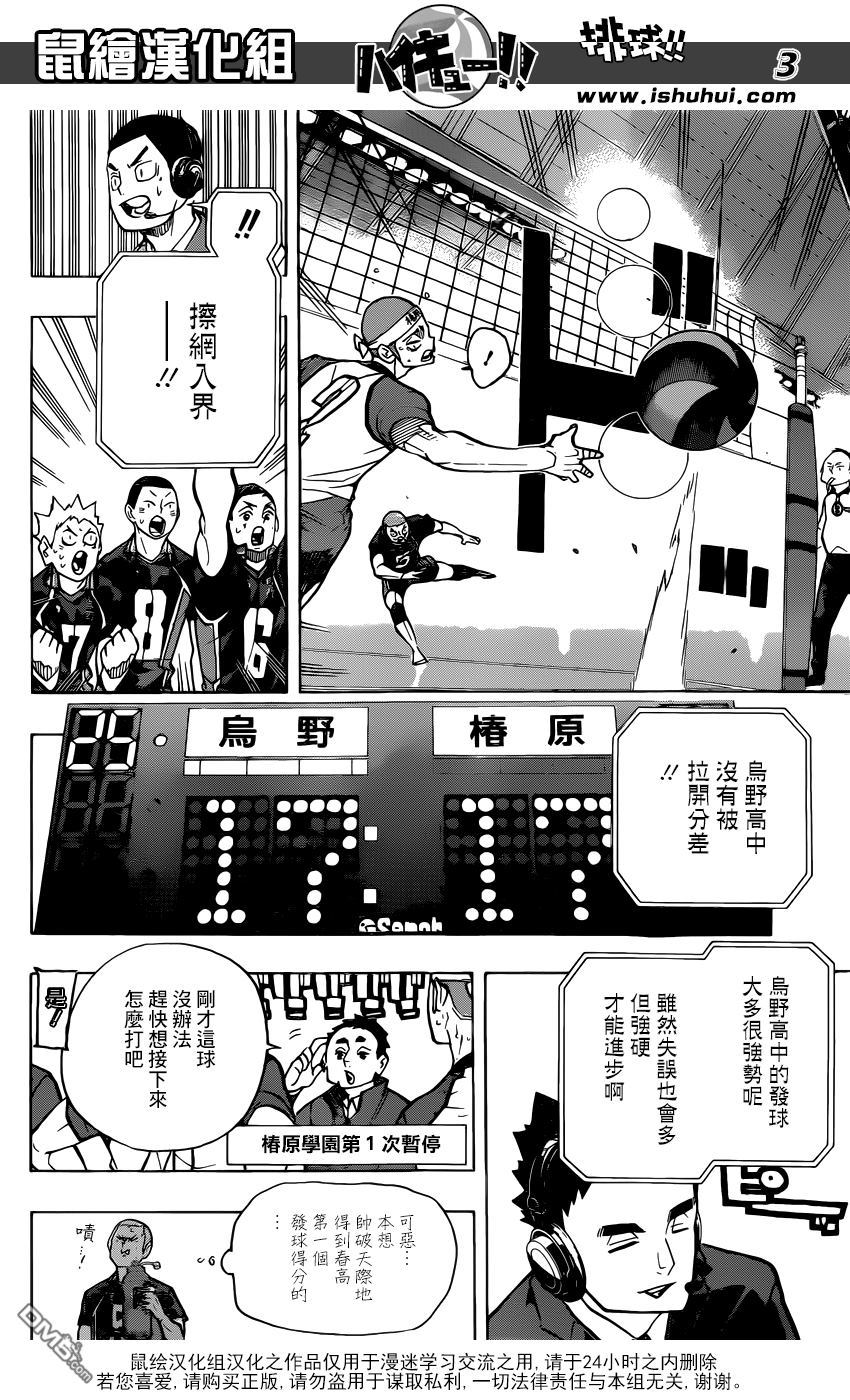 鼠繪漢化組
ハイキュー!!
排球!!
3
www.ishuhui.com
!!
擦網入界
——!!
!
7
8
6
5
25
烏野
椿原
17
17
烏野高中
沒有被
拉開分差
!!
烏野高中的發球
大多很強勢呢
雖然失誤也會多
但強硬
才能進步啊
剛才這球
沒辦法
趕快想接下來
怎麼打吧
是!
椿原學園第1次暫停
可惡…
本想
帥破天際地
得到春高
第一個
發球得分的
…
嘖…!
鼠绘汉化组汉化之作品仅用于漫迷学习交流之用, 请于24小时之内删除
若您喜爱, 请购买正版, 请勿盗用于谋取私利, 一切法律责任与本组无关, 谢谢。